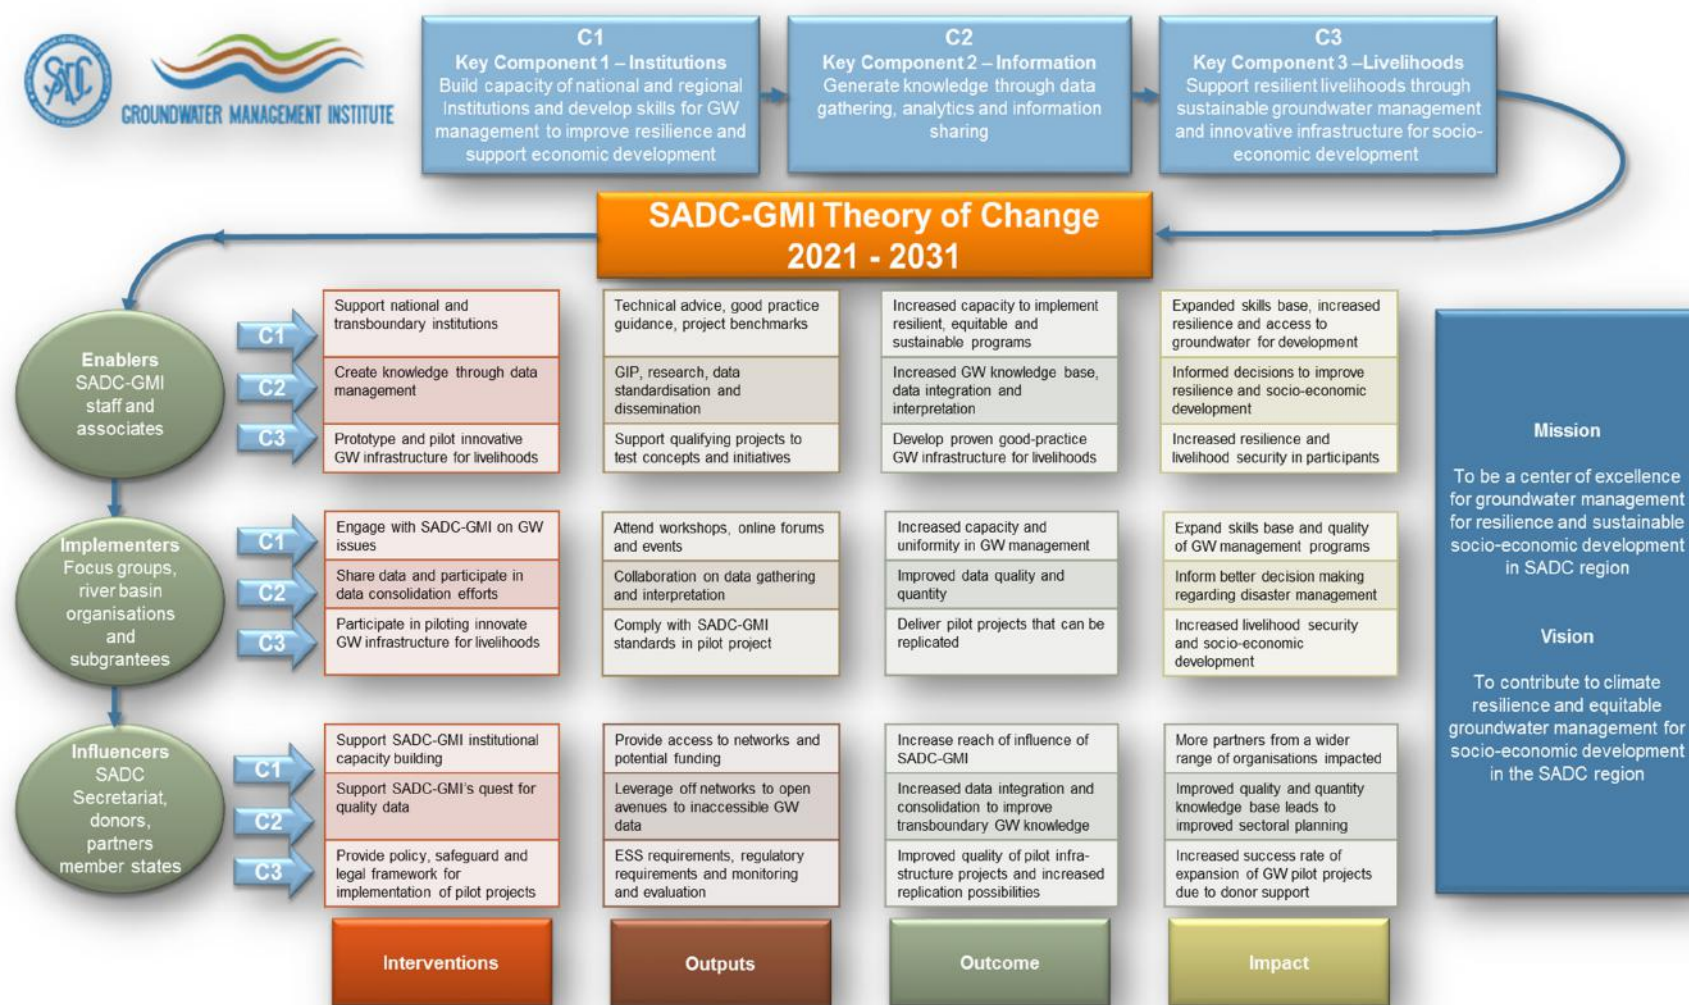 SADC
GROUNDWATER MANAGEMENT INSTITUTE
C1
Key Component 1 – Institutions
Build capacity of national and regional
Institutions and develop skills for GW
management to improve resilience and
support economic development
C2
Key Component 2 – Information
Generate knowledge through data
gathering, analytics and information
sharing
C3
Key Component 3 –Livelihoods
Support resilient livelihoods through
sustainable groundwater management
and innovative infrastructure for socio-
economic development
SADC-GMI Theory of Change
2021 - 2031
Enablers
SADC-GMI
staff and
associates
C1
Support national and
transboundary institutions
Technical advice, good practice
guidance, project benchmarks
Increased capacity to implement
resilient, equitable and
sustainable programs
Expanded skills base, increased
resilience and access to
groundwater for development
C2
Create knowledge through data
management
GIP, research, data
standardisation and
dissemination
Increased GW knowledge base,
data integration and
interpretation
Informed decisions to improve
resilience and socio-economic
development
C3
Prototype and pilot innovative
GW infrastructure for livelihoods
Support qualifying projects to
test concepts and initiatives
Develop proven good-practice
GW infrastructure for livelihoods
Increased resilience and
livelihood security in participants
Implementers
Focus groups,
river basin
organisations
and
subgrantees
C1
Engage with SADC-GMI on GW
issues
Attend workshops, online forums
and events
Increased capacity and
uniformity in GW management
Expand skills base and quality
of GW management programs
C2
Share data and participate in
data consolidation efforts
Collaboration on data gathering
and interpretation
Improved data quality and
quantity
Inform better decision making
regarding disaster management
C3
Participate in piloting innovate
GW infrastructure for livelihoods
Comply with SADC-GMI
standards in pilot project
Deliver pilot projects that can be
replicated
Increased livelihood security
and socio-economic
development
Influencers
SADC
Secretariat,
donors,
partners
member states
C1
Support SADC-GMI institutional
capacity building
Provide access to networks and
potential funding
Increase reach of influence of
SADC-GMI
More partners from a wider
range of organisations impacted
C2
Support SADC-GMI's quest for
quality data
Leverage off networks to open
avenues to inaccessible GW
data
Increased data integration and
consolidation to improve
transboundary GW knowledge
Improved quality and quantity
knowledge base leads to
improved sectoral planning
C3
Provide policy, safeguard and
legal framework for
implementation of pilot projects
ESS requirements, regulatory
requirements and monitoring
and evaluation
Improved quality of pilot infra-
structure projects and increased
replication possibilities
Increased success rate of
expansion of GW pilot projects
due to donor support
Interventions
Outputs
Outcome
Impact
Mission
To be a center of excellence
for groundwater management
for resilience and sustainable
socio-economic development
in SADC region
Vision
To contribute to climate
resilience and equitable
groundwater management for
socio-economic development
in the SADC region